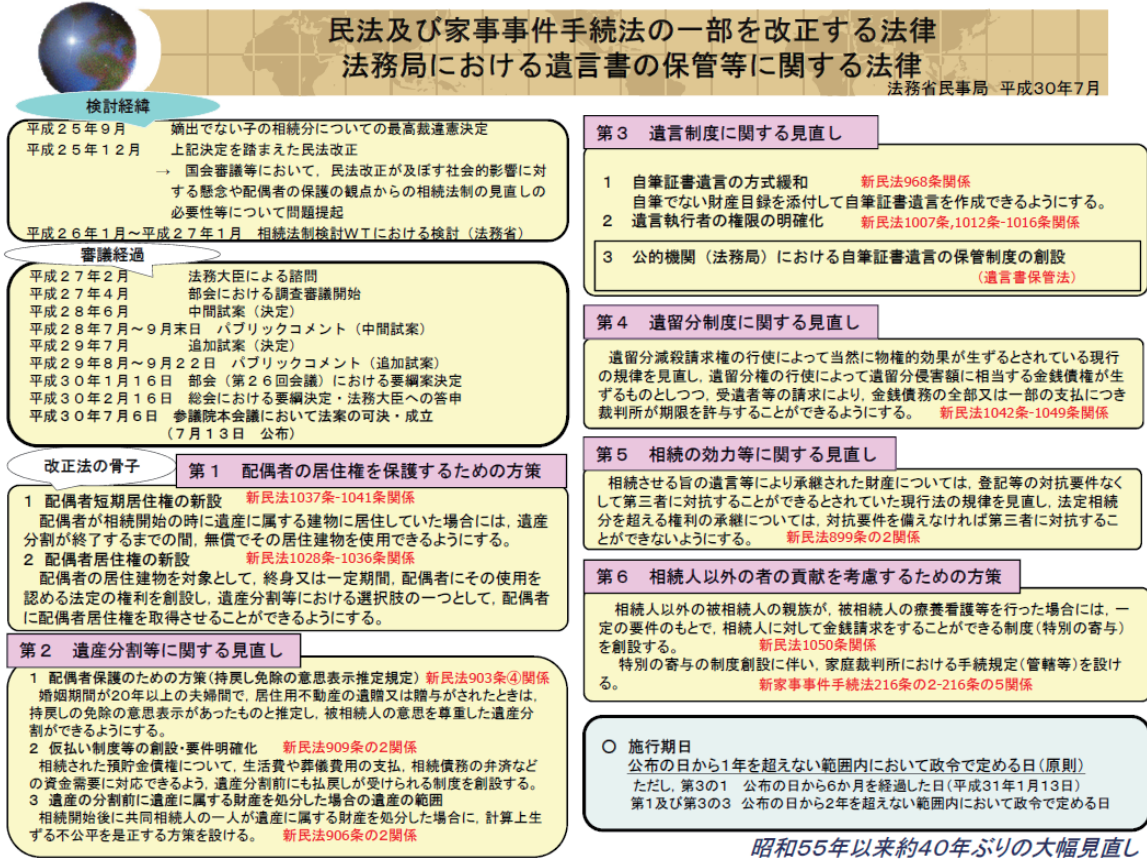 民法及び家事事件手続法の一部を改正する法律
法務局における遺言書の保管等に関する法律
法務省民事局 平成30年7月
検討経緯
平成25年9月 嫡出でない子の相続分についての最高裁違憲決定
平成25年12月 上記決定を踏まえた民法改正
→ 国会審議等において，民法改正が及ぼす社会的影響に対
する懸念や配偶者の保護の観点からの相続法制の見直しの
必要性等について問題提起
平成26年1月～平成27年1月 相続法制検討WTにおける検討（法務省）
審議経過
平成27年2月 法務大臣による諮問
平成27年4月 部会における調査審議開始
平成28年6月 中間試案（決定）
平成28年7月～9月末日 パブリックコメント（中間試案）
平成29年7月 追加試案（決定）
平成29年8月～9月22日 パブリックコメント（追加試案）
平成30年1月16日 部会（第26回会議）における要綱案決定
平成30年2月16日 総会における要綱決定・法務大臣への答申
平成30年7月6日 参議院本会議において法案の可決・成立
（7月13日 公布）
改正法の骨子
第1 配偶者の居住権を保護するための方策
1 配偶者短期居住権の新設 新民法1037条-1041条関係
配偶者が相続開始の時に遺産に属する建物に居住していた場合には，遺産
分割が終了するまでの間，無償でその居住建物を使用できるようにする。
2 配偶者居住権の新設 新民法1028条-1036条関係
配偶者の居住建物を対象として，終身又は一定期間，配偶者にその使用を
認める法定の権利を創設し，遺産分割等における選択肢の一つとして，配偶者
に配偶者居住権を取得させることができるようにする。
第2 遺産分割等に関する見直し
1 配偶者保護のための方策（持戻し免除の意思表示推定規定） 新民法903条④関係
婚姻期間が20年以上の夫婦間で，居住用不動産の遺贈又は贈与がされたときは，
持戻しの免除の意思表示があったものと推定し，被相続人の意思を尊重した遺産分
割ができるようにする。
2 仮払い制度等の創設・要件明確化 新民法909条の2関係
相続された預貯金債権について，生活費や葬儀費用の支払，相続債務の弁済など
の資金需要に対応できるよう，遺産分割前にも払戻しが受けられる制度を創設する。
3 遺産の分割前に遺産に属する財産を処分した場合の遺産の範囲
相続開始後に共同相続人の一人が遺産に属する財産を処分した場合に，計算上生
ずる不公平を是正する方策を設ける。 新民法906条の2関係
第3 遺言制度に関する見直し
1 自筆証書遺言の方式緩和 新民法968条関係
自筆でない財産目録を添付して自筆証書遺言を作成できるようにする。
2 遺言執行者の権限の明確化 新民法1007条,1012条-1016条関係
3 公的機関（法務局）における自筆証書遺言の保管制度の創設
（遺言書保管法）
第4 遺留分制度に関する見直し
遺留分減殺請求権の行使によって当然に物権的効果が生ずるとされている現行
の規律を見直し，遺留分権の行使によって遺留分侵害額に相当する金銭債権が生
ずるものとしつつ，受遺者等の請求により，金銭債務の全部又は一部の支払につき
裁判所が期限を許与することができるようにする。 新民法1042条-1049条関係
第5 相続の効力等に関する見直し
相続させる旨の遺言等により承継された財産については，登記等の対抗要件なく
して第三者に対抗することができるとされていた現行法の規律を見直し，法定相続
分を超える権利の承継については，対抗要件を備えなければ第三者に対抗するこ
とができないようにする。 新民法899条の2関係
第6 相続人以外の者の貢献を考慮するための方策
相続人以外の被相続人の親族が，被相続人の療養看護等を行った場合には，一
定の要件のもとで，相続人に対して金銭請求をすることができる制度（特別の寄与）
を創設する。 新民法1050条関係
特別の寄与の制度創設に伴い，家庭裁判所における手続規定（管轄等）を設け
る。 新家事事件手続法216条の2-216条の5関係
○ 施行期日
公布の日から1年を超えない範囲内において政令で定める日（原則）
ただし，第3の1 公布の日から6か月を経過した日（平成31年1月13日）
第1及び第3の3 公布の日から2年を超えない範囲内において政令で定める日
昭和55年以来約40年ぶりの大幅見直し